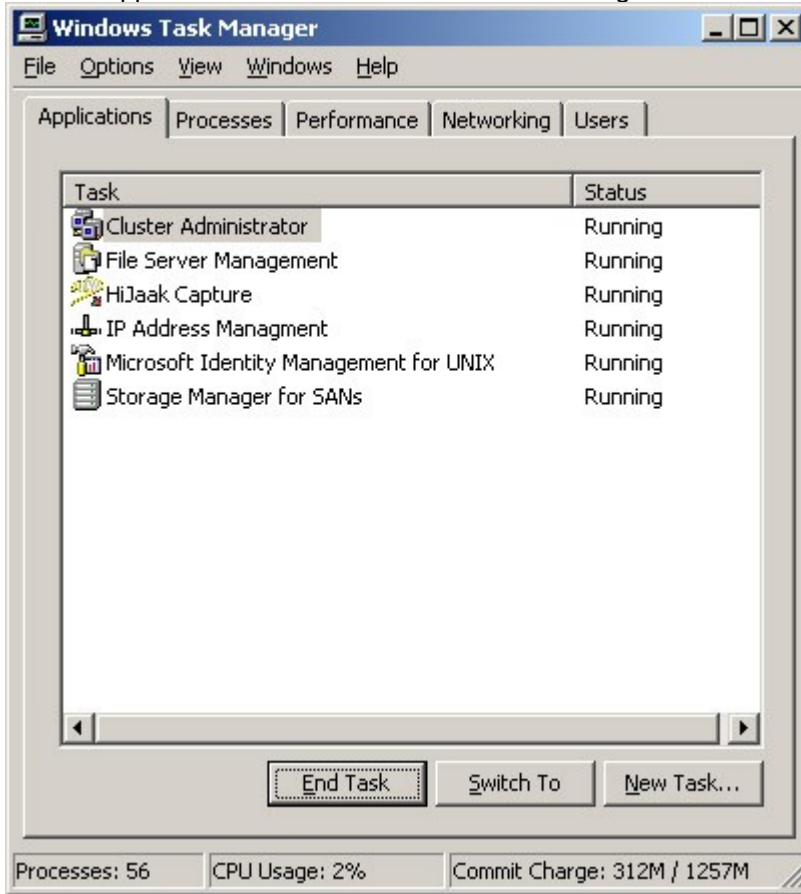 Windows Task Manager
File Options View Windows Help
Applications Processes Performance Networking Users
Task Status
Cluster Administrator Running
File Server Management Running
HiJaak Capture Running
IP Address Managment Running
Microsoft Identity Management for UNIX Running
Storage Manager for SANs Running
End Task Switch To New Task...
Processes: 56 CPU Usage: 2% Commit Charge: 312M / 1257M